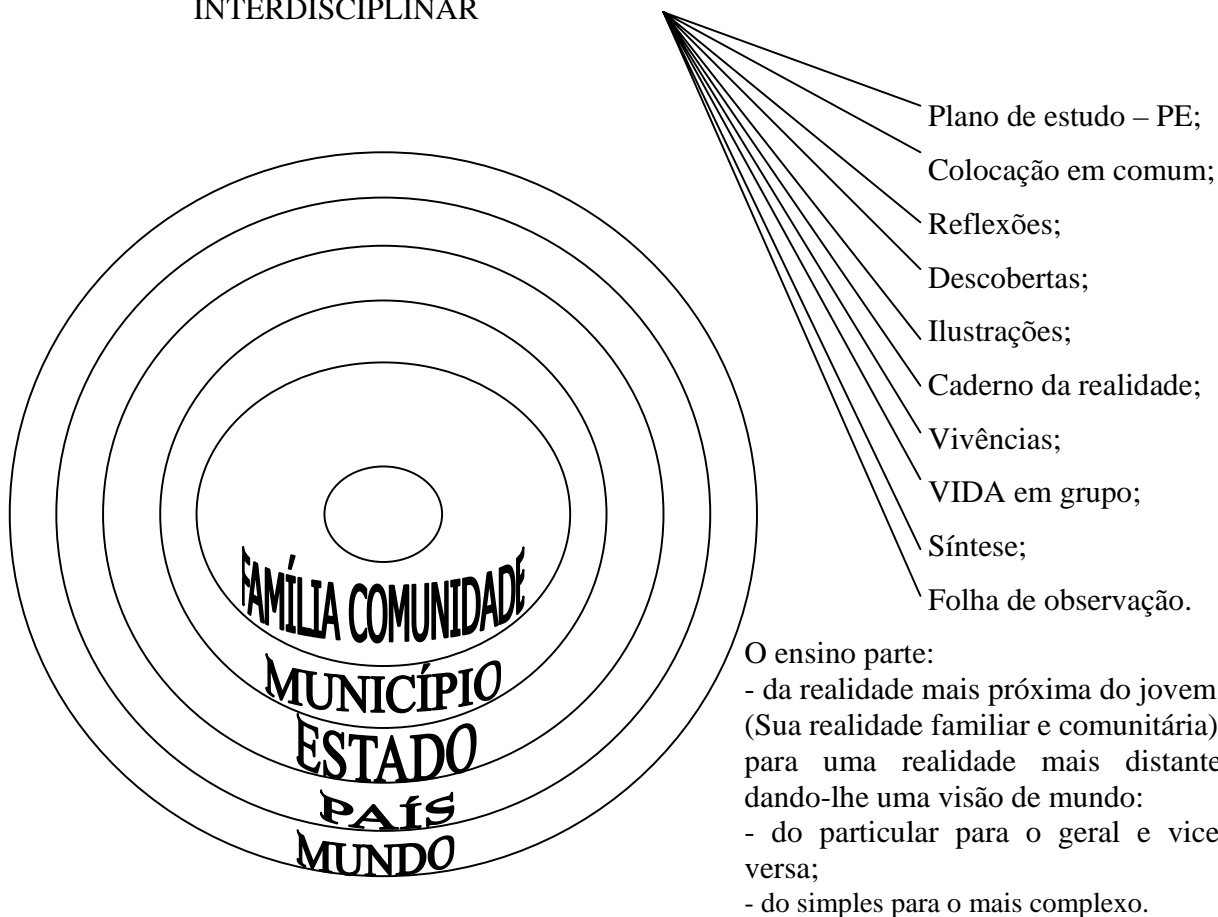 INTERDISCIPLINAR
Plano de estudo – PE;
Colocação em comum;
Reflexões;
Descobertas;
Ilustrações;
Caderno da realidade;
Vivências;
VIDA em grupo;
Síntese;
Folha de observação.
FAMÍLIA COMUNIDADE
MUNICÍPIO
ESTADO
PAÍS
MUNDO
O ensino parte:
- da realidade mais próxima do jovem
(Sua realidade familiar e comunitária)
para uma realidade mais distante
dando-lhe uma visão de mundo:
- do particular para o geral e vice
versa;
- do simples para o mais complexo.